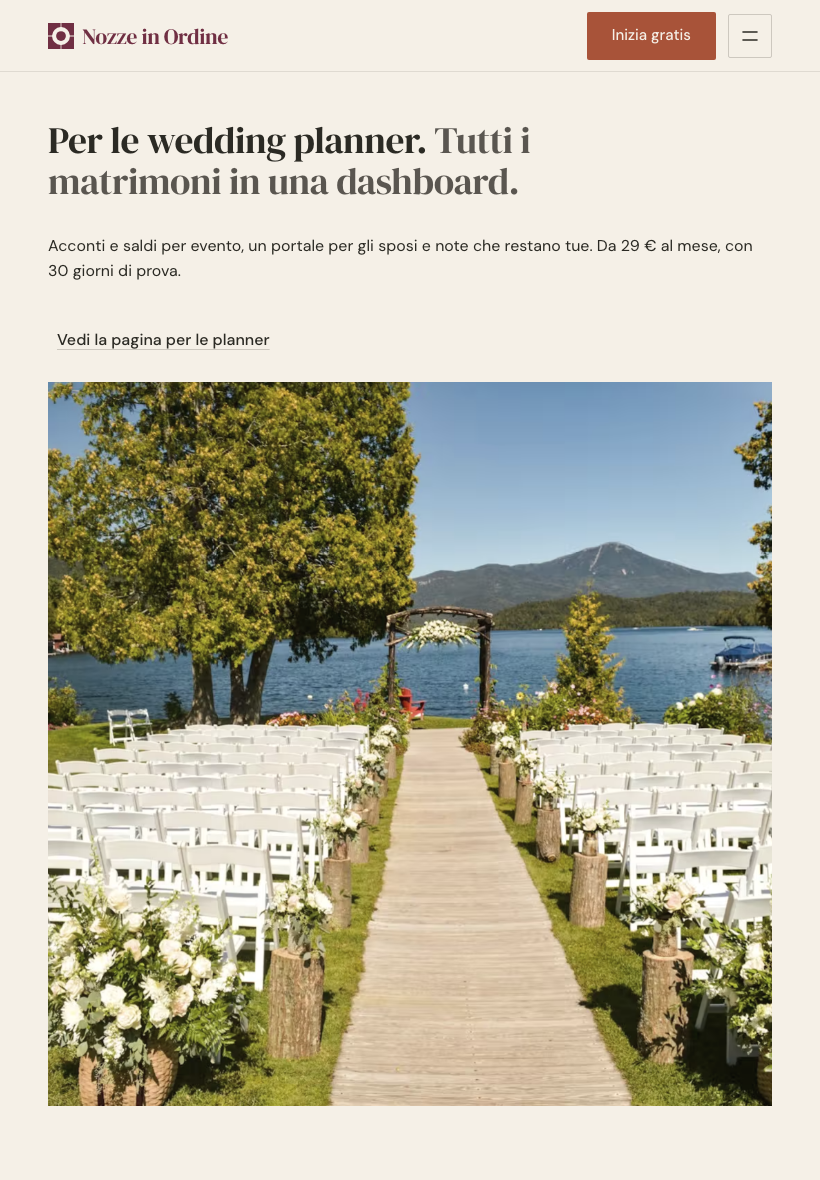 Nozze in Ordine
Inizia gratis
Per le wedding planner. Tutti i
matrimoni in una dashboard.
Acconti e saldi per evento, un portale per gli sposi e note che restano tue. Da 29 € al mese, con
30 giorni di prova.
Vedi la pagina per le planner